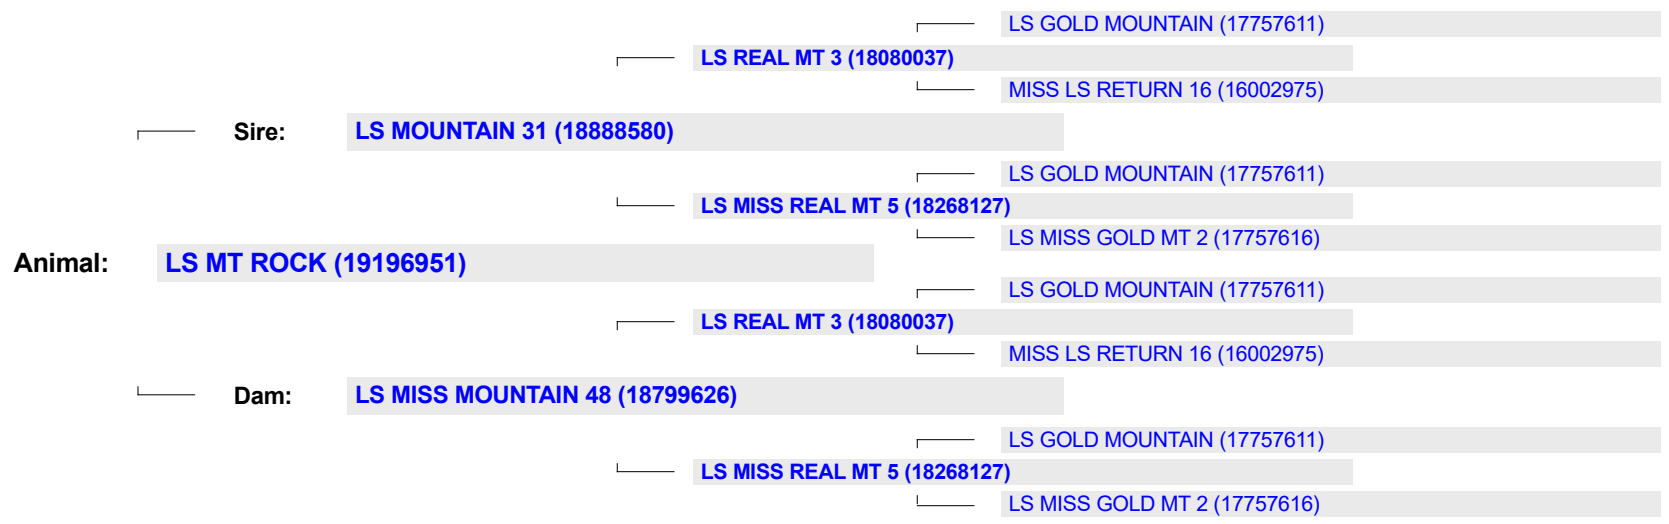 LS GOLD MOUNTAIN (17757611)
LS REAL MT 3 (18080037)
MISS LS RETURN 16 (16002975)
Sire: LS MOUNTAIN 31 (18888580)
LS GOLD MOUNTAIN (17757611)
LS MISS REAL MT 5 (18268127)
LS MISS GOLD MT 2 (17757616)
Animal: LS MT ROCK (19196951)
LS GOLD MOUNTAIN (17757611)
LS REAL MT 3 (18080037)
MISS LS RETURN 16 (16002975)
Dam: LS MISS MOUNTAIN 48 (18799626)
LS GOLD MOUNTAIN (17757611)
LS MISS REAL MT 5 (18268127)
LS MISS GOLD MT 2 (17757616)